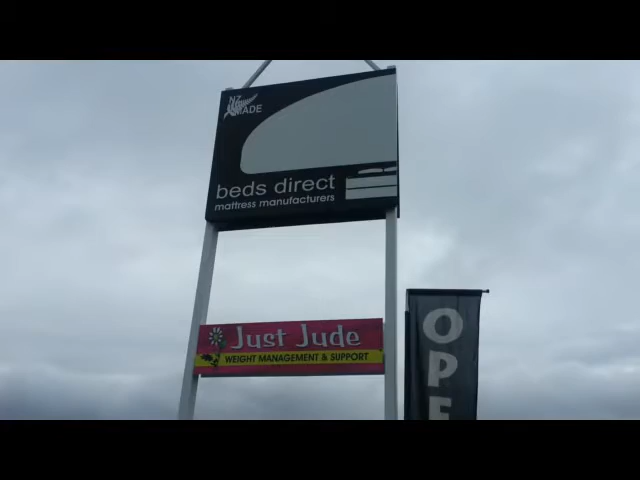 NZ
MADE
beds direct
mattress manufacturers
Just Jude
WEIGHT MANAGEMENT & SUPPORT
OPE